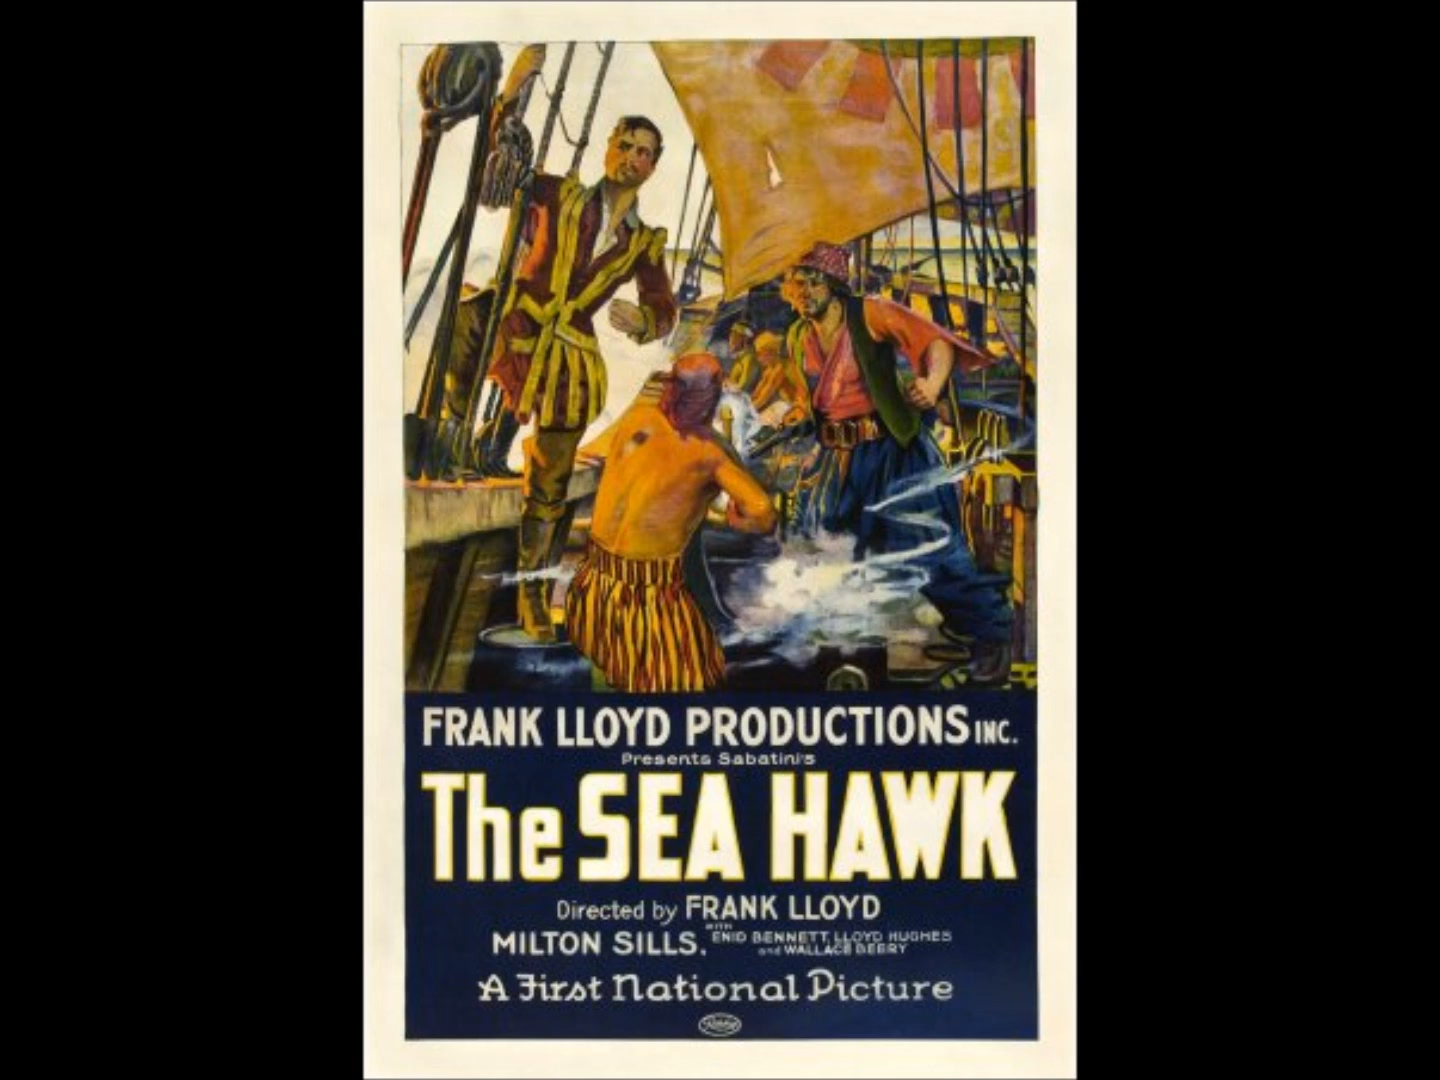 FRANK LLOYD PRODUCTIONS INC.
Presents Sabatini's
The SEA HAWK
Directed by FRANK LLOYD
MILTON SILLS. WITH ENID BENNETT, LLOYD HUGHES
and WALLACE BEERY
A First National Picture